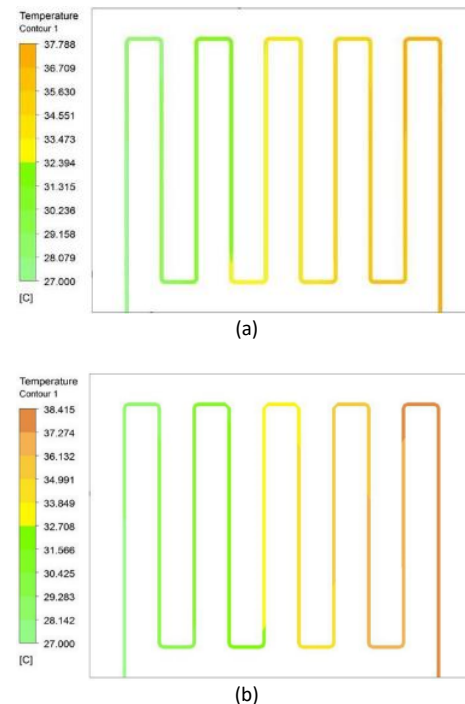 Temperature
Contour 1
37.788
36.709
35.630
34.551
33.473
32.394
31.315
30.236
29.158
28.079
27.000
[C]
(a)
Temperature
Contour 1
38.415
37.274
36.132
34.991
33.849
32.708
31.566
30.425
29.283
28.142
27.000
[C]
(b)